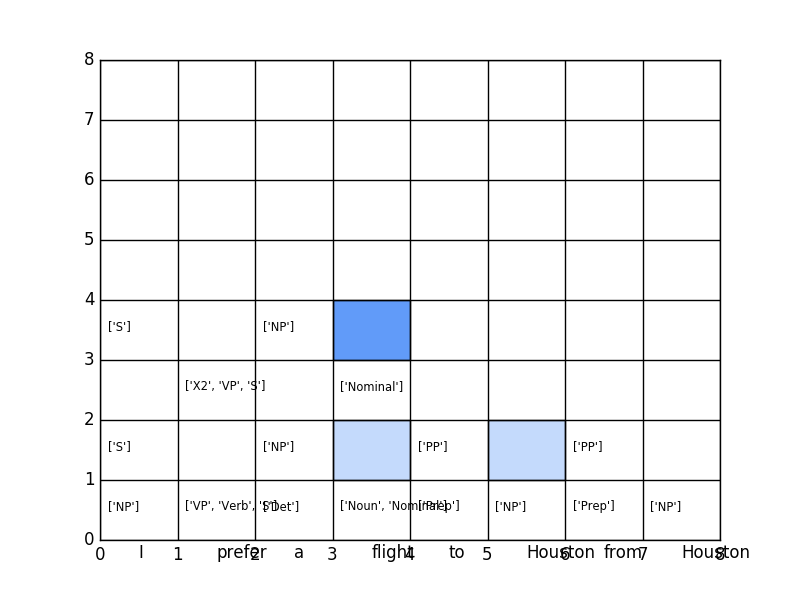 8
7
6
5
4
['S'] ['NP']
3
['X2', 'VP', 'S'] ['Nominal']
2
['S'] ['NP'] ['PP'] ['PP']
1
['NP'] ['VP', 'Verb', 'S'] ['Det'] ['Noun', 'Nominal'] ['Prep'] ['NP'] ['Prep'] ['NP']
0
0 1 2 3 4 5 6 7 8
I prefer a flight to Houston from Houston